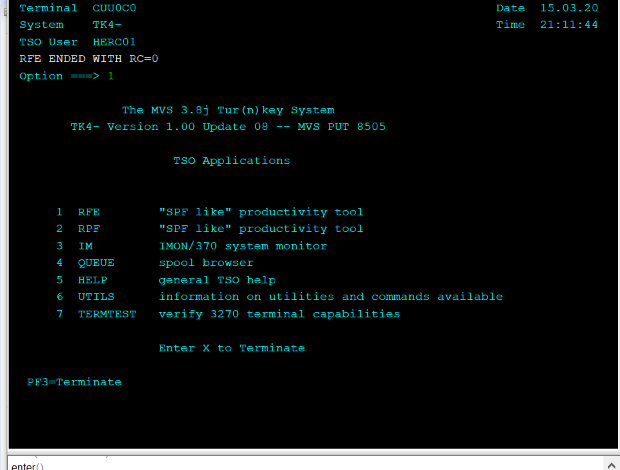 Terminal CUU0C0 Date 15.03.20
System TK4- Time 21:11:44
TSO User HERC01
RFE ENDED WITH RC=0
Option ===> 1
The MVS 3.8j Tur(n)key System
TK4- Version 1.00 Update 08 -- MVS PUT 8505
TSO Applications
1 RFE "SPF like" productivity tool
2 RPF "SPF like" productivity tool
3 IM IMON/370 system monitor
4 QUEUE spool browser
5 HELP general TSO help
6 UTILS information on utilities and commands available
7 TERMTEST verify 3270 terminal capabilities
Enter X to Terminate
PF3=Terminate
enter()